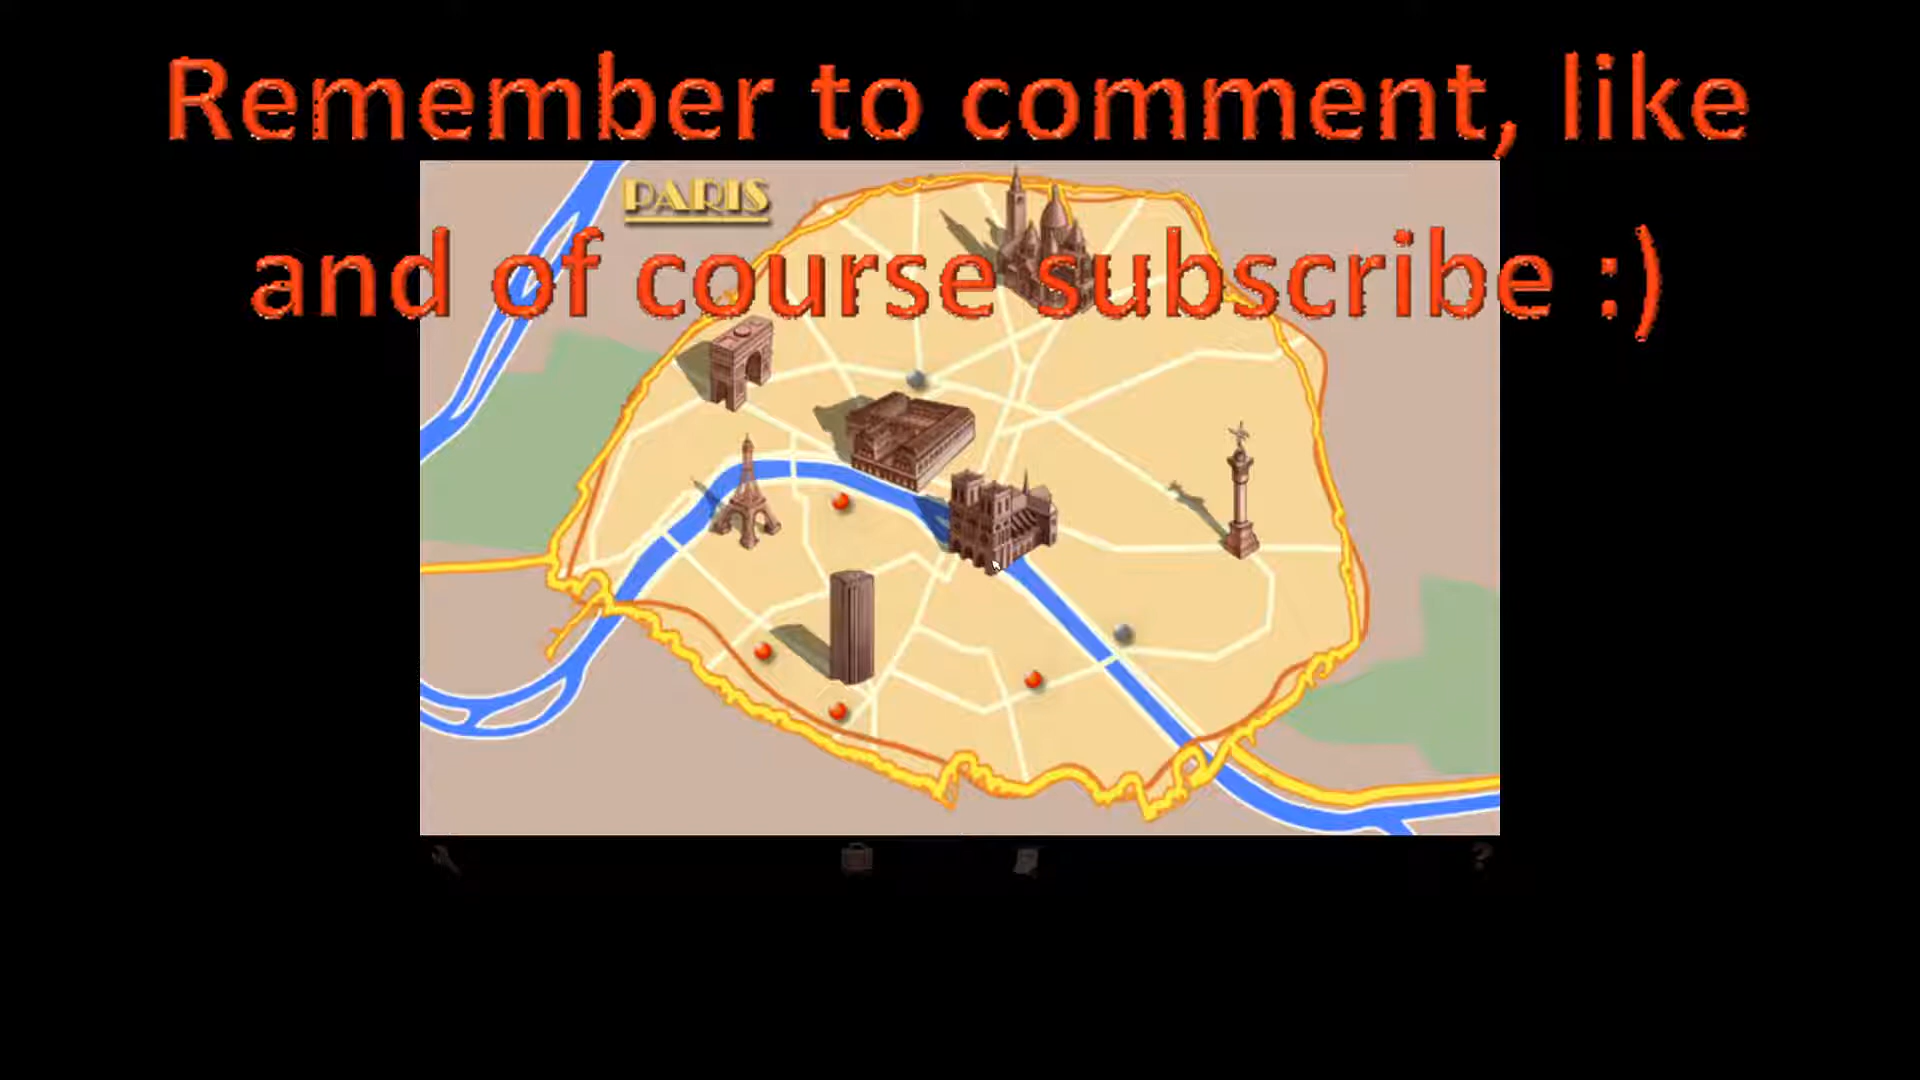 Remember to comment, like
PARIS
and of course subscribe :)
?